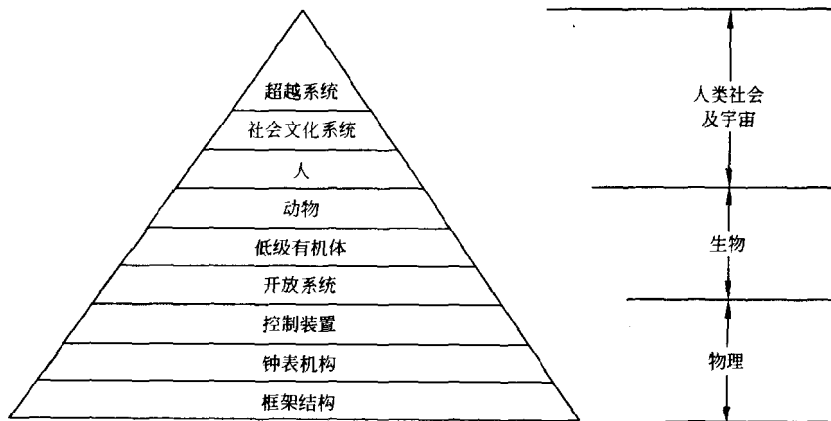 超越系统
社会文化系统
人
动物
低级有机体
开放系统
控制装置
钟表机构
框架结构
人类社会
及宇宙
生物
物理